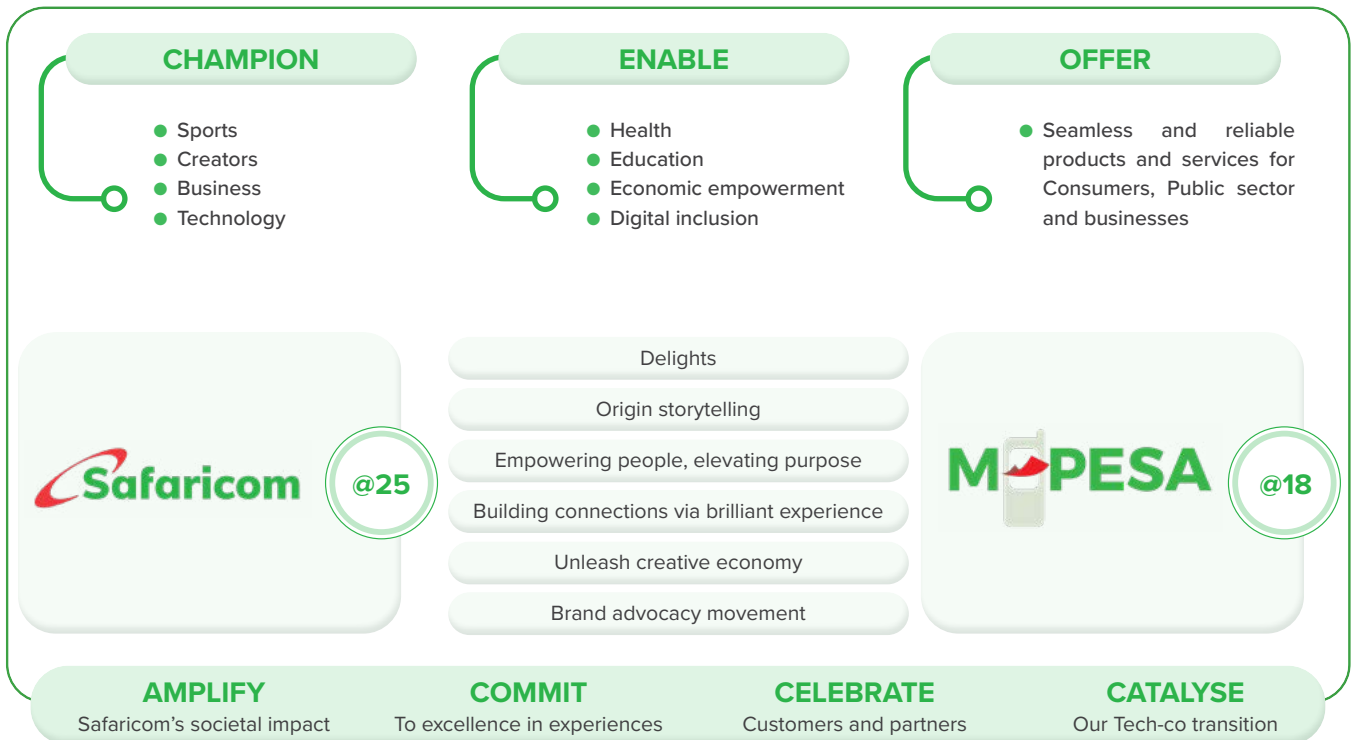 CHAMPION
Sports
Creators
Business
Technology
ENABLE
Health
Education
Economic empowerment
Digital inclusion
OFFER
Seamless and reliable
products and services for
Consumers, Public sector
and businesses
Safaricom
@25
Delights
Origin storytelling
Empowering people, elevating purpose
Building connections via brilliant experience
Unleash creative economy
Brand advocacy movement
M-PESA
@18
AMPLIFY
Safaricom’s societal impact
COMMIT
To excellence in experiences
CELEBRATE
Customers and partners
CATALYSE
Our Tech-co transition